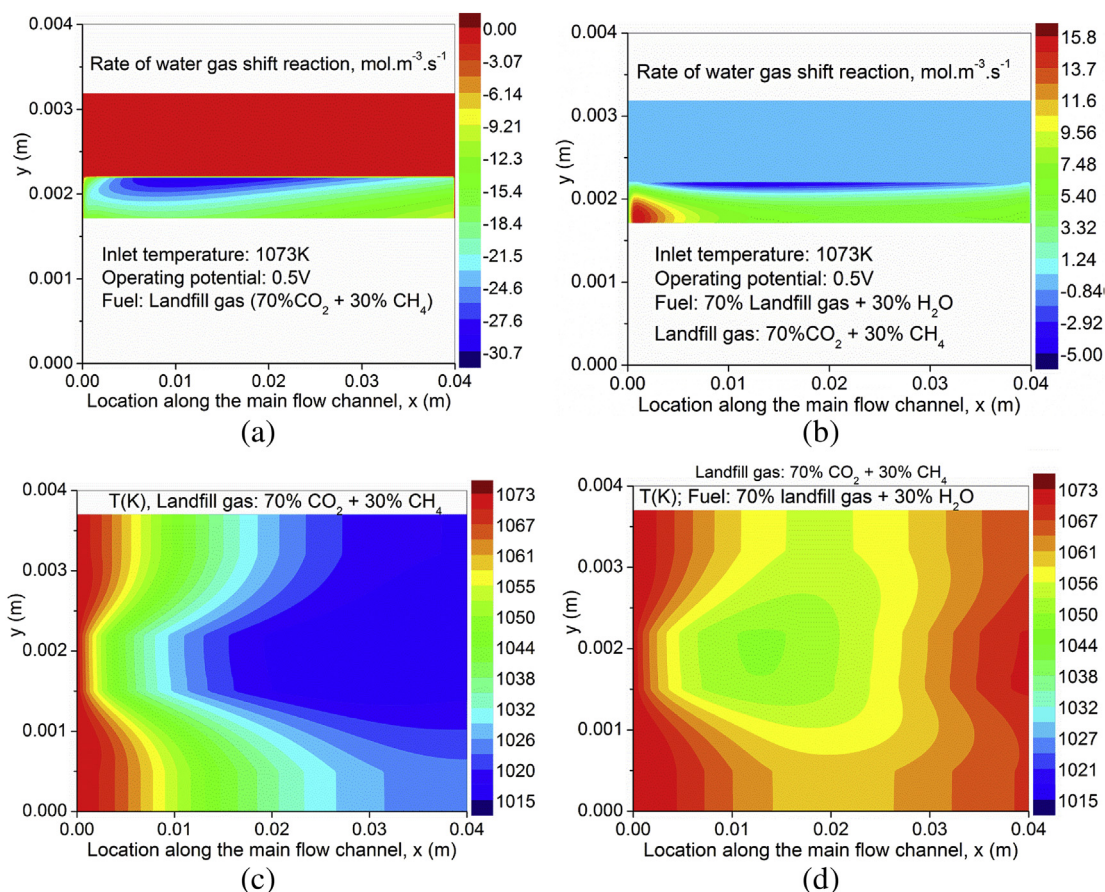 0.004
0.003
0.002
0.001
0.000
y (m)
Rate of water gas shift reaction, mol.m⁻³.s⁻¹
Inlet temperature: 1073K
Operating potential: 0.5V
Fuel: Landfill gas (70%CO₂ + 30% CH₄)
0.00 0.01 0.02 0.03 0.04
Location along the main flow channel, x (m)
0.00
-3.07
-6.14
-9.21
-12.3
-15.4
-18.4
-21.5
-24.6
-27.6
-30.7
(a)
0.004
0.003
0.002
0.001
0.000
y (m)
Rate of water gas shift reaction, mol.m⁻³.s⁻¹
Inlet temperature: 1073K
Operating potential: 0.5V
Fuel: 70% Landfill gas + 30% H₂O
Landfill gas: 70%CO₂ + 30% CH₄
0.00 0.01 0.02 0.03 0.04
Location along the main flow channel, x (m)
15.8
13.7
11.6
9.56
7.48
5.40
3.32
1.24
-0.840
-2.92
-5.00
(b)
0.004
0.003
0.002
0.001
0.000
y (m)
T(K), Landfill gas: 70% CO₂ + 30% CH₄
0.00 0.01 0.02 0.03 0.04
Location along the main flow channel, x (m)
1073
1067
1061
1055
1050
1044
1038
1032
1026
1020
1015
(c)
Landfill gas: 70% CO₂ + 30% CH₄
T(K); Fuel: 70% landfill gas + 30% H₂O
0.004
0.003
0.002
0.001
0.000
y (m)
0.00 0.01 0.02 0.03 0.04
Location along the main flow channel, x (m)
1073
1067
1061
1056
1050
1044
1038
1032
1026
1020
1015
(d)